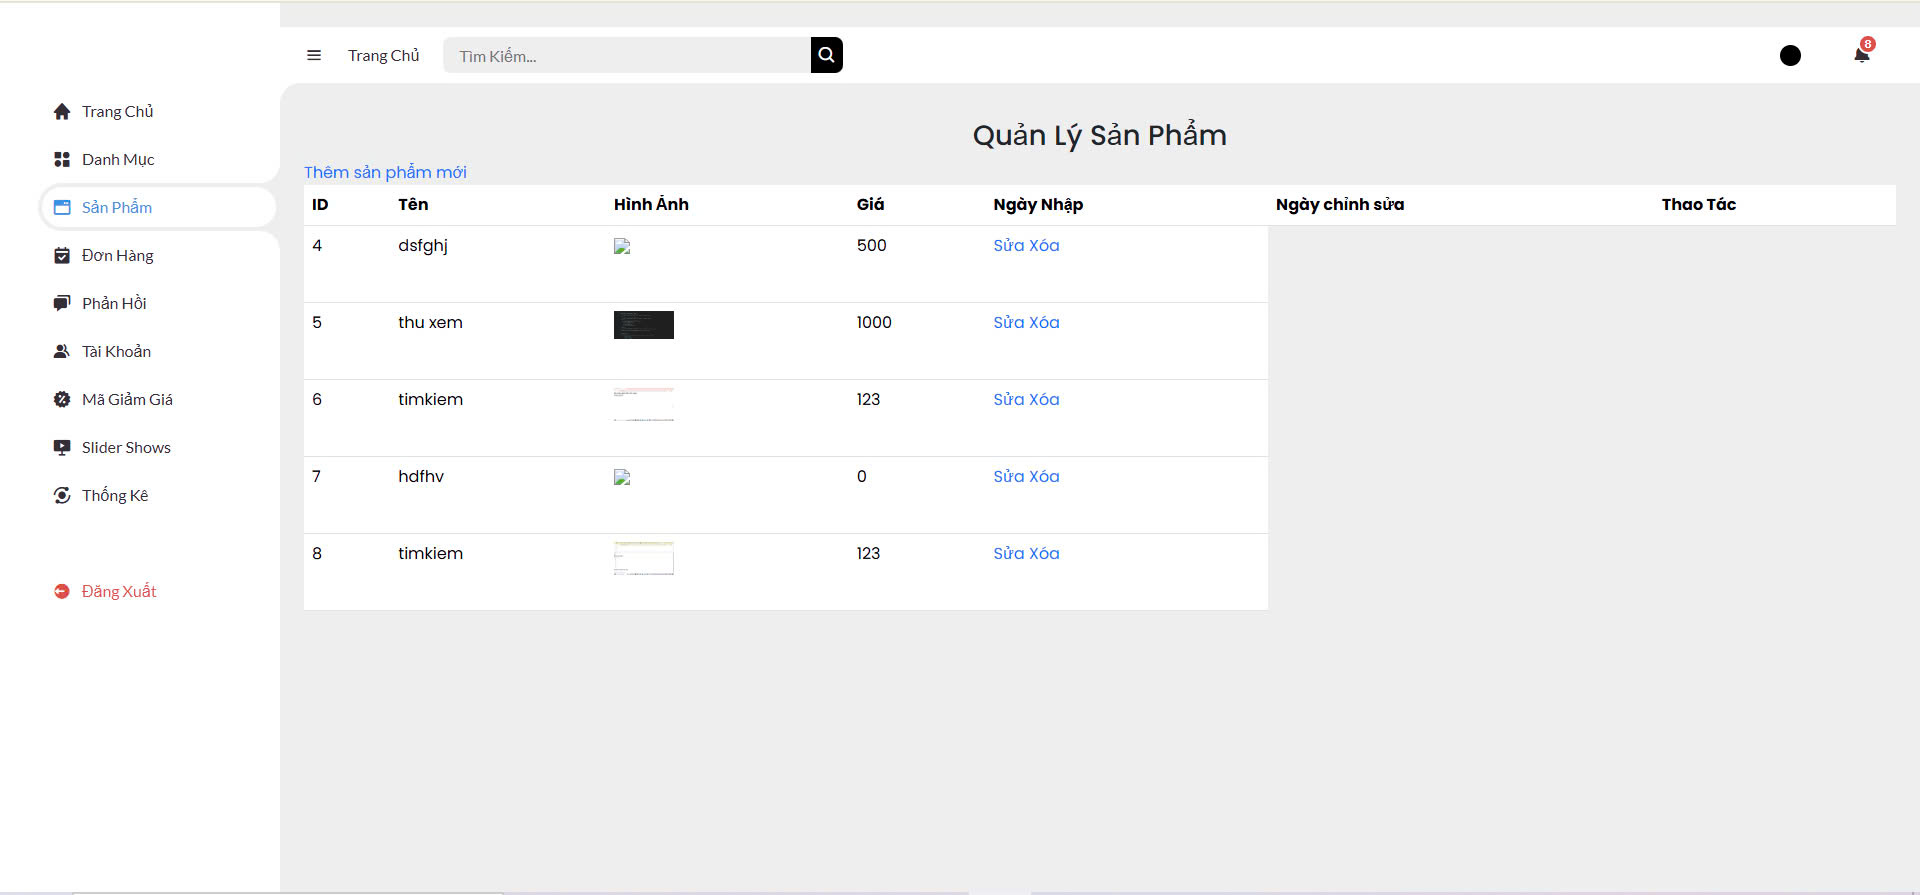 Trang Chủ
Tìm Kiếm...
8
Trang Chủ
Danh Mục
Sản Phẩm
Đơn Hàng
Phản Hồi
Tài Khoản
Mã Giảm Giá
Slider Shows
Thống Kê
Đăng Xuất
Quản Lý Sản Phẩm
Thêm sản phẩm mới
ID Tên Hình Ảnh Giá Ngày Nhập Ngày chỉnh sửa Thao Tác
4 dsfghj 500 Sửa Xóa
5 thu xem 1000 Sửa Xóa
6 timkiem 123 Sửa Xóa
7 hdfhv 0 Sửa Xóa
8 timkiem 123 Sửa Xóa